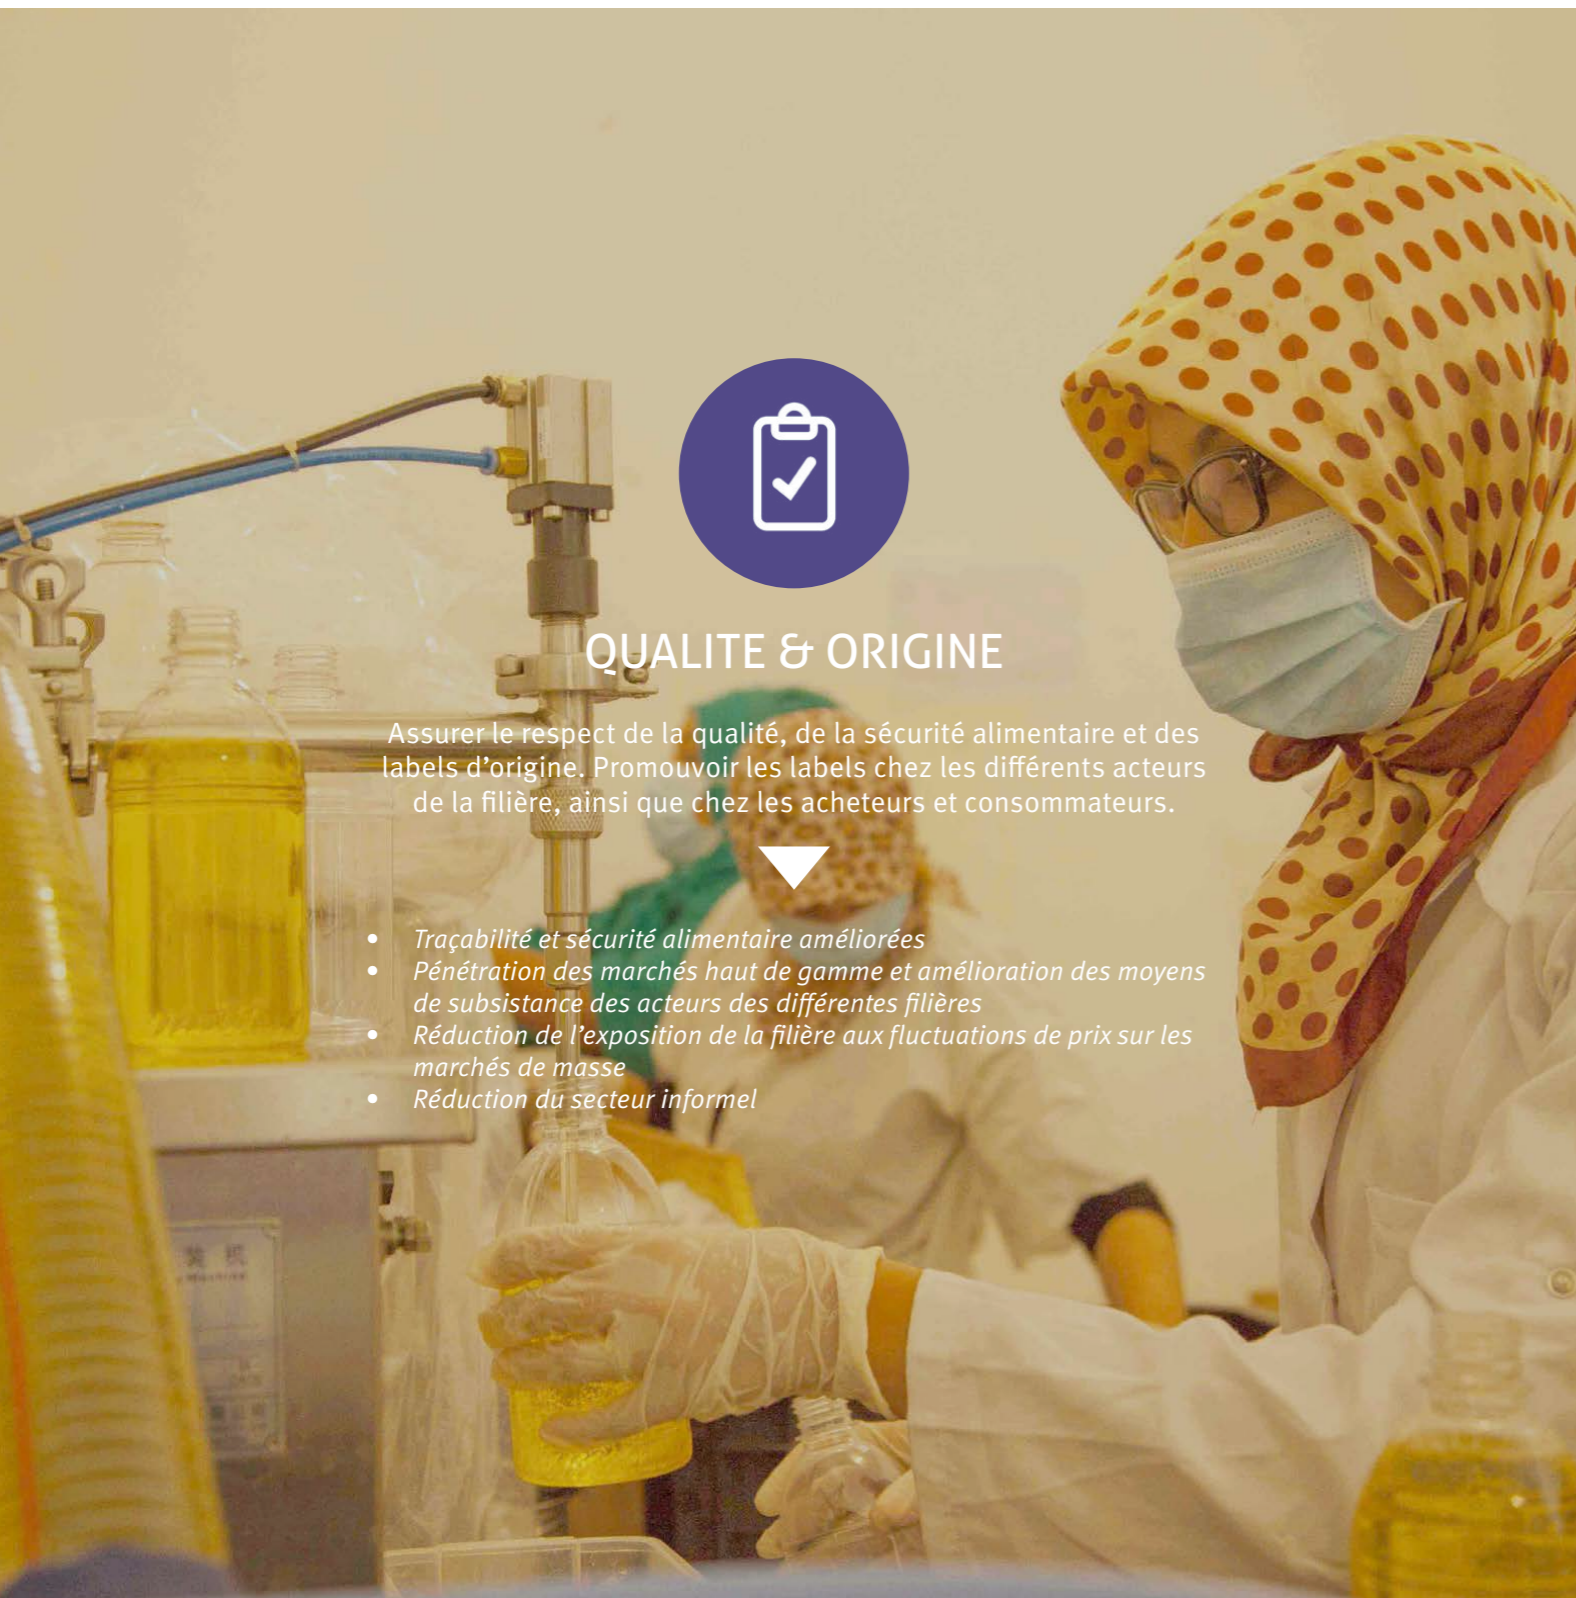 QUALITE & ORIGINE
Assurer le respect de la qualité, de la sécurité alimentaire et des
labels d’origine. Promouvoir les labels chez les différents acteurs
de la filière, ainsi que chez les acheteurs et consommateurs.
• Traçabilité et sécurité alimentaire améliorées
• Pénétration des marchés haut de gamme et amélioration des moyens
de subsistance des acteurs des différentes filières
• Réduction de l’exposition de la filière aux fluctuations de prix sur les
marchés de masse
• Réduction du secteur informel